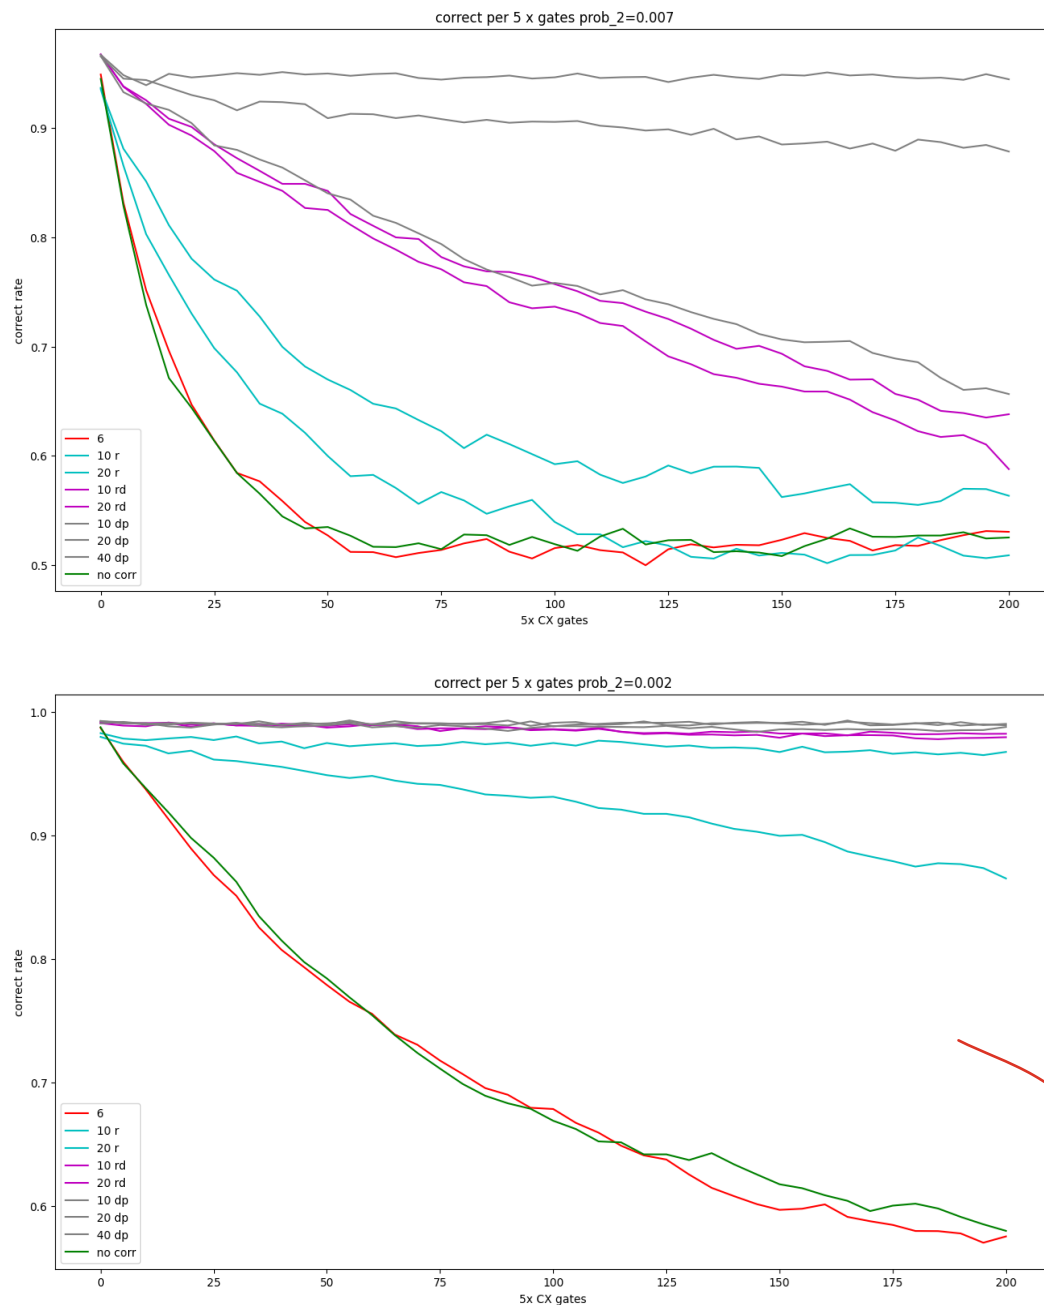 correct per 5 x gates prob_2=0.007
correct rate
0.9
0.8
0.7
0.6
0.5
6
10 r
20 r
10 rd
20 rd
10 dp
20 dp
40 dp
no corr
0 25 50 75 100 125 150 175 200
5x CX gates
correct per 5 x gates prob_2=0.002
correct rate
1.0
0.9
0.8
0.7
0.6
6
10 r
20 r
10 rd
20 rd
10 dp
20 dp
40 dp
no corr
0 25 50 75 100 125 150 175 200
5x CX gates